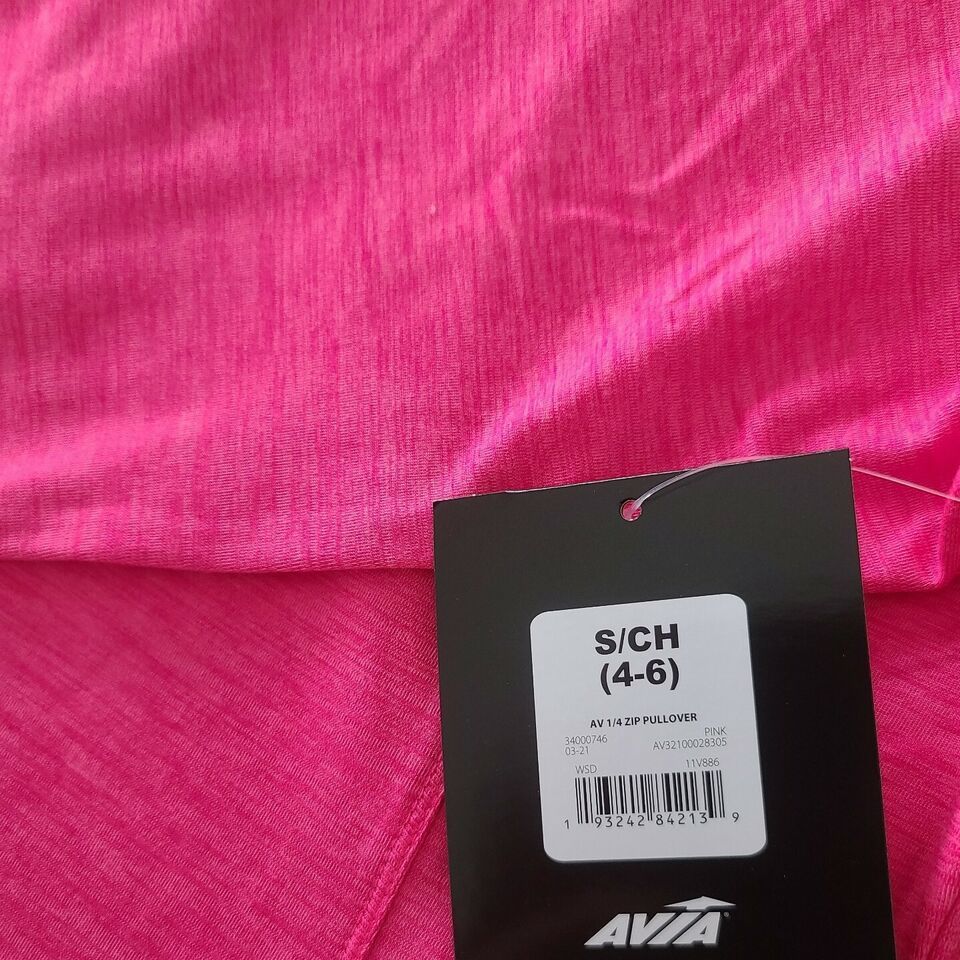 S/CH
(4-6)
AV 1/4 ZIP PULLOVER
34000746 PINK
03-21 AV32100028305
WSD 11V886
1 93242 84213 9
AVIA®